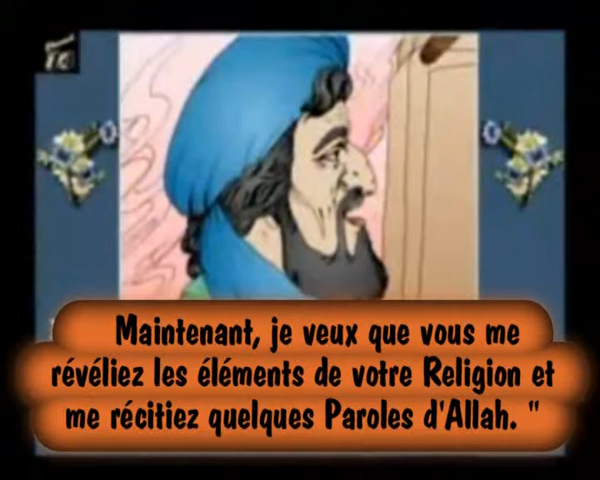 Maintenant, je veux que vous me
révéliez les éléments de votre Religion et
me récitiez quelques Paroles d'Allah. "